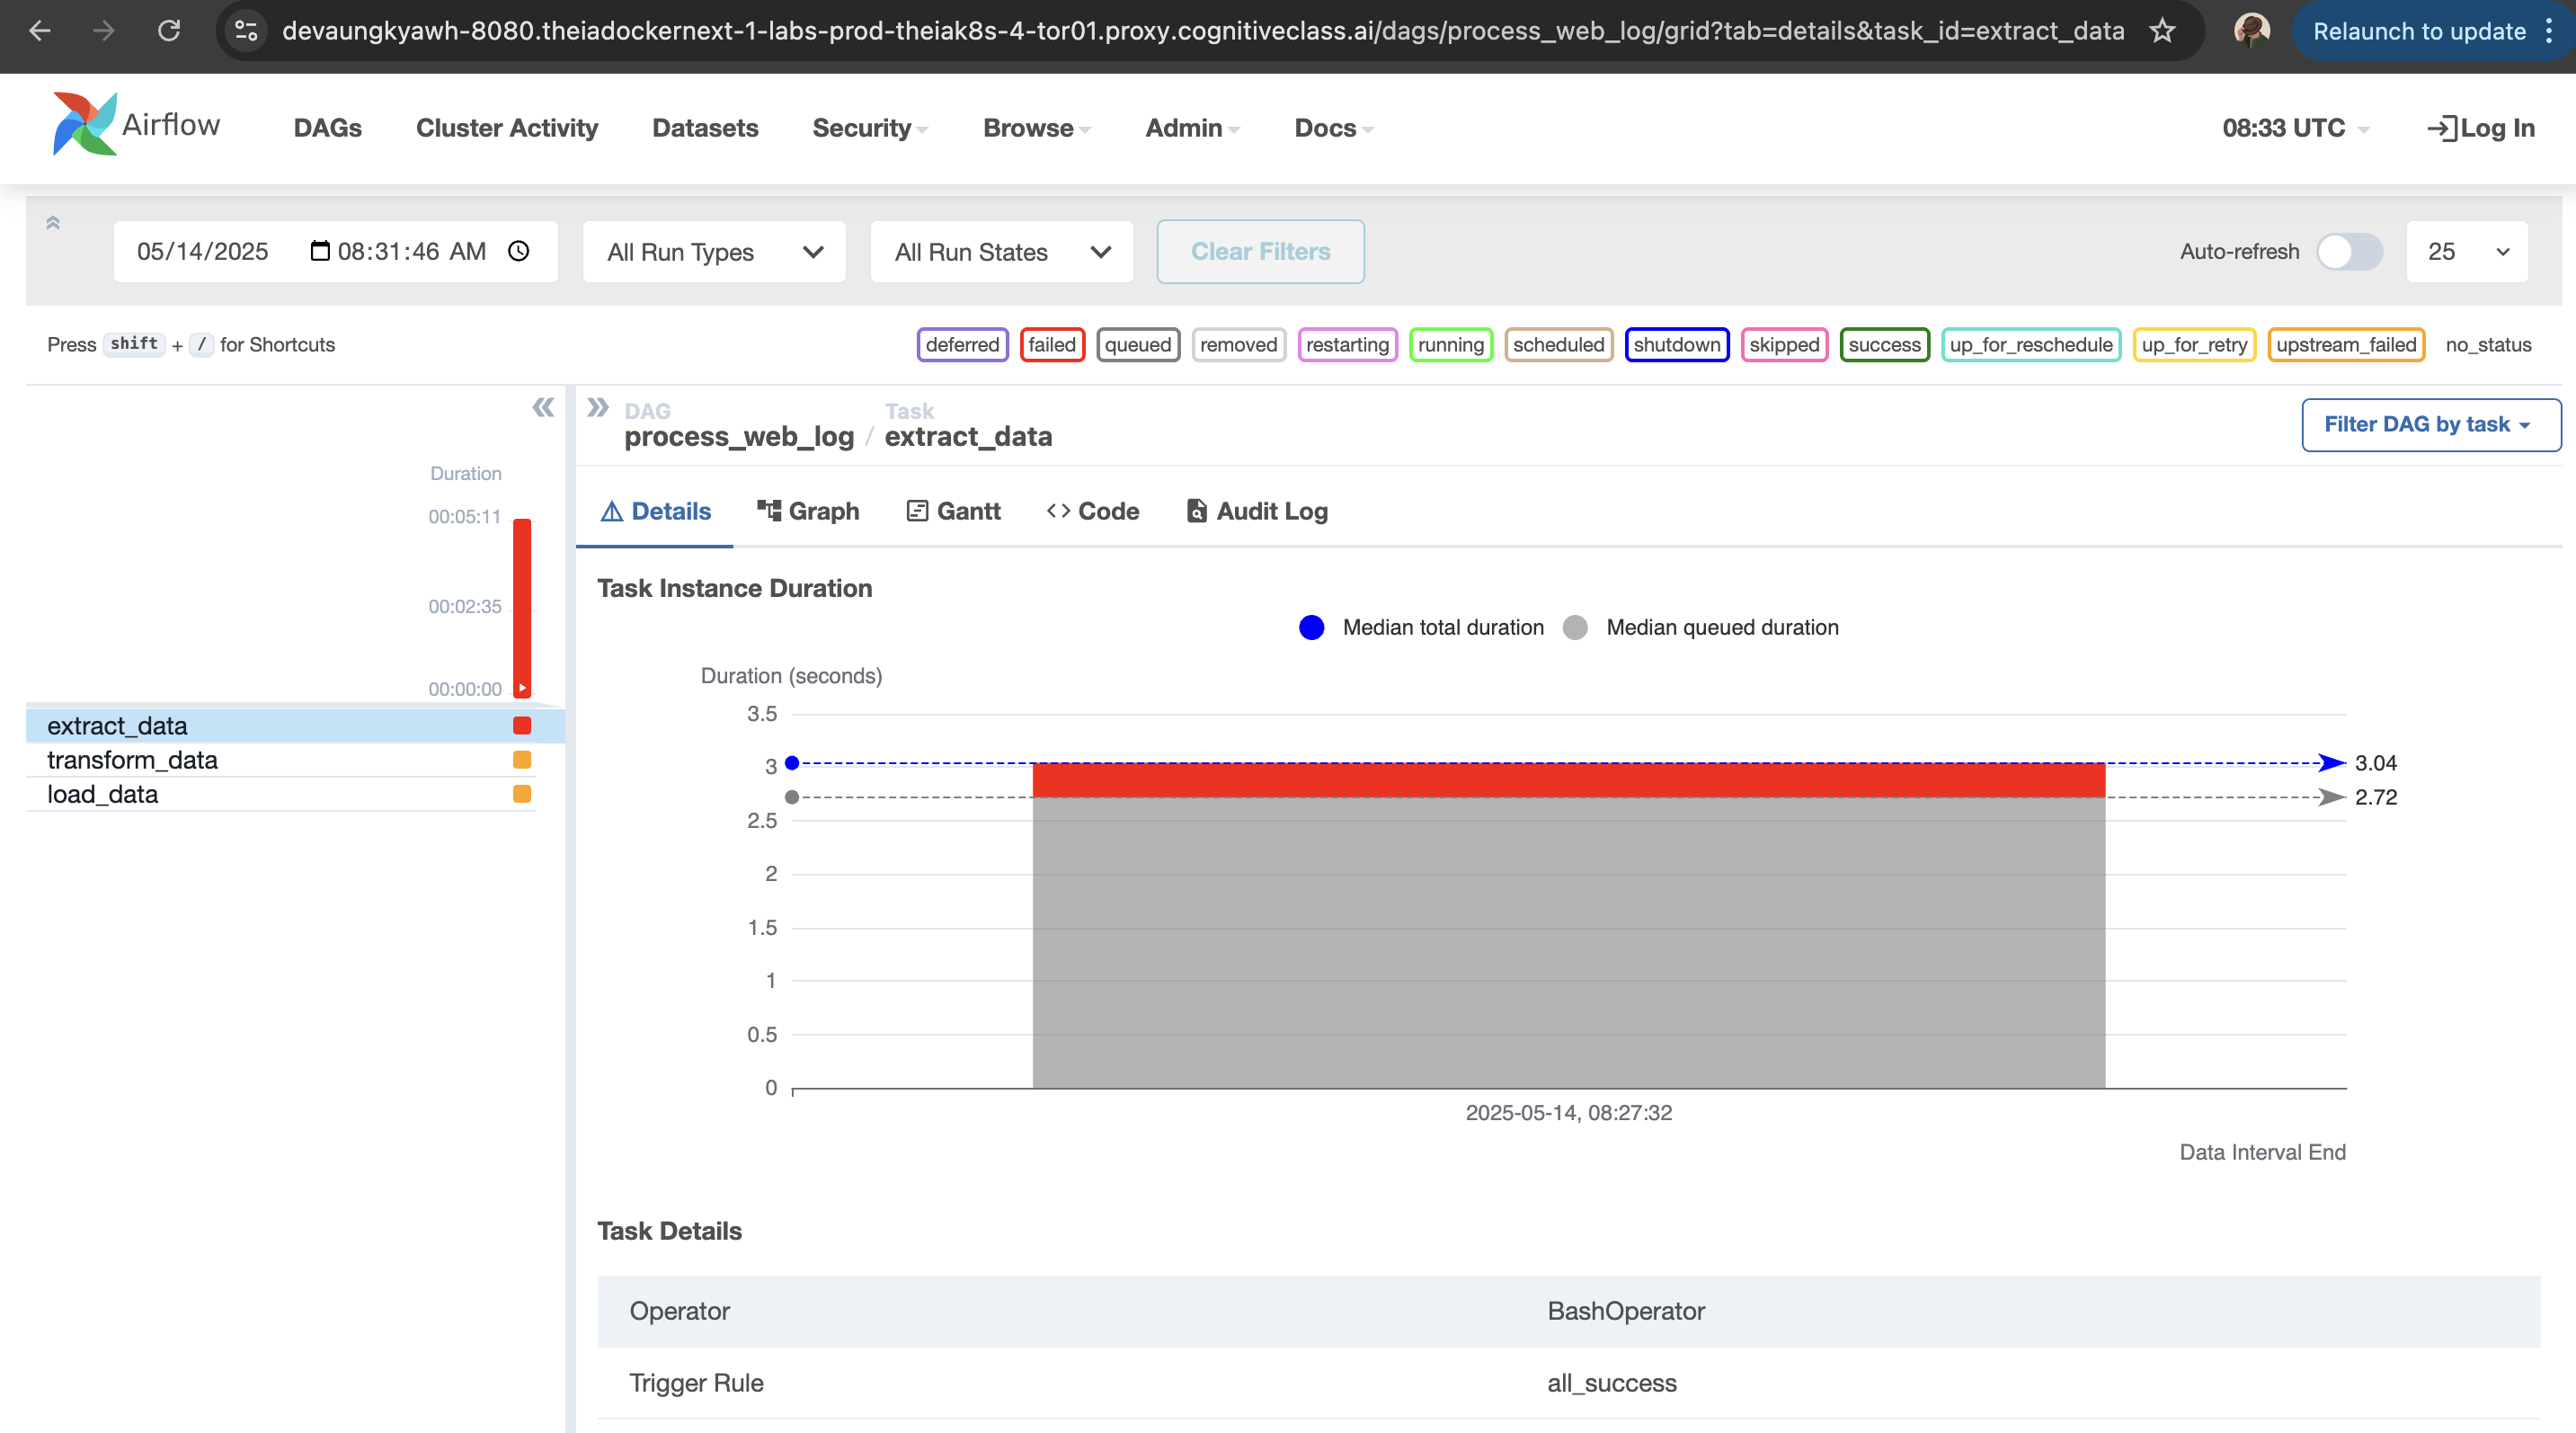 devaungkyawh-8080.theiadockernext-1-labs-prod-theiak8s-4-tor01.proxy.cognitiveclass.ai/dags/process_web_log/grid?tab=details&task_id=extract_data
Relaunch to update
Airflow
DAGs
Cluster Activity
Datasets
Security
Browse
Admin
Docs
08:33 UTC
Log In
05/14/2025 08:31:46 AM
All Run Types
All Run States
Clear Filters
Auto-refresh
25
Press shift + / for Shortcuts
deferred
failed
queued
removed
restarting
running
scheduled
shutdown
skipped
success
up_for_reschedule
up_for_retry
upstream_failed
no_status
Duration
00:05:11
00:02:35
00:00:00
extract_data
transform_data
load_data
DAG
process_web_log
/
Task
extract_data
Filter DAG by task
Details
Graph
Gantt
Code
Audit Log
Task Instance Duration
Median total duration
Median queued duration
Duration (seconds)
3.5
3
2.5
2
1.5
1
0.5
0
3.04
2.72
2025-05-14, 08:27:32
Data Interval End
Task Details
Operator BashOperator
Trigger Rule all_success